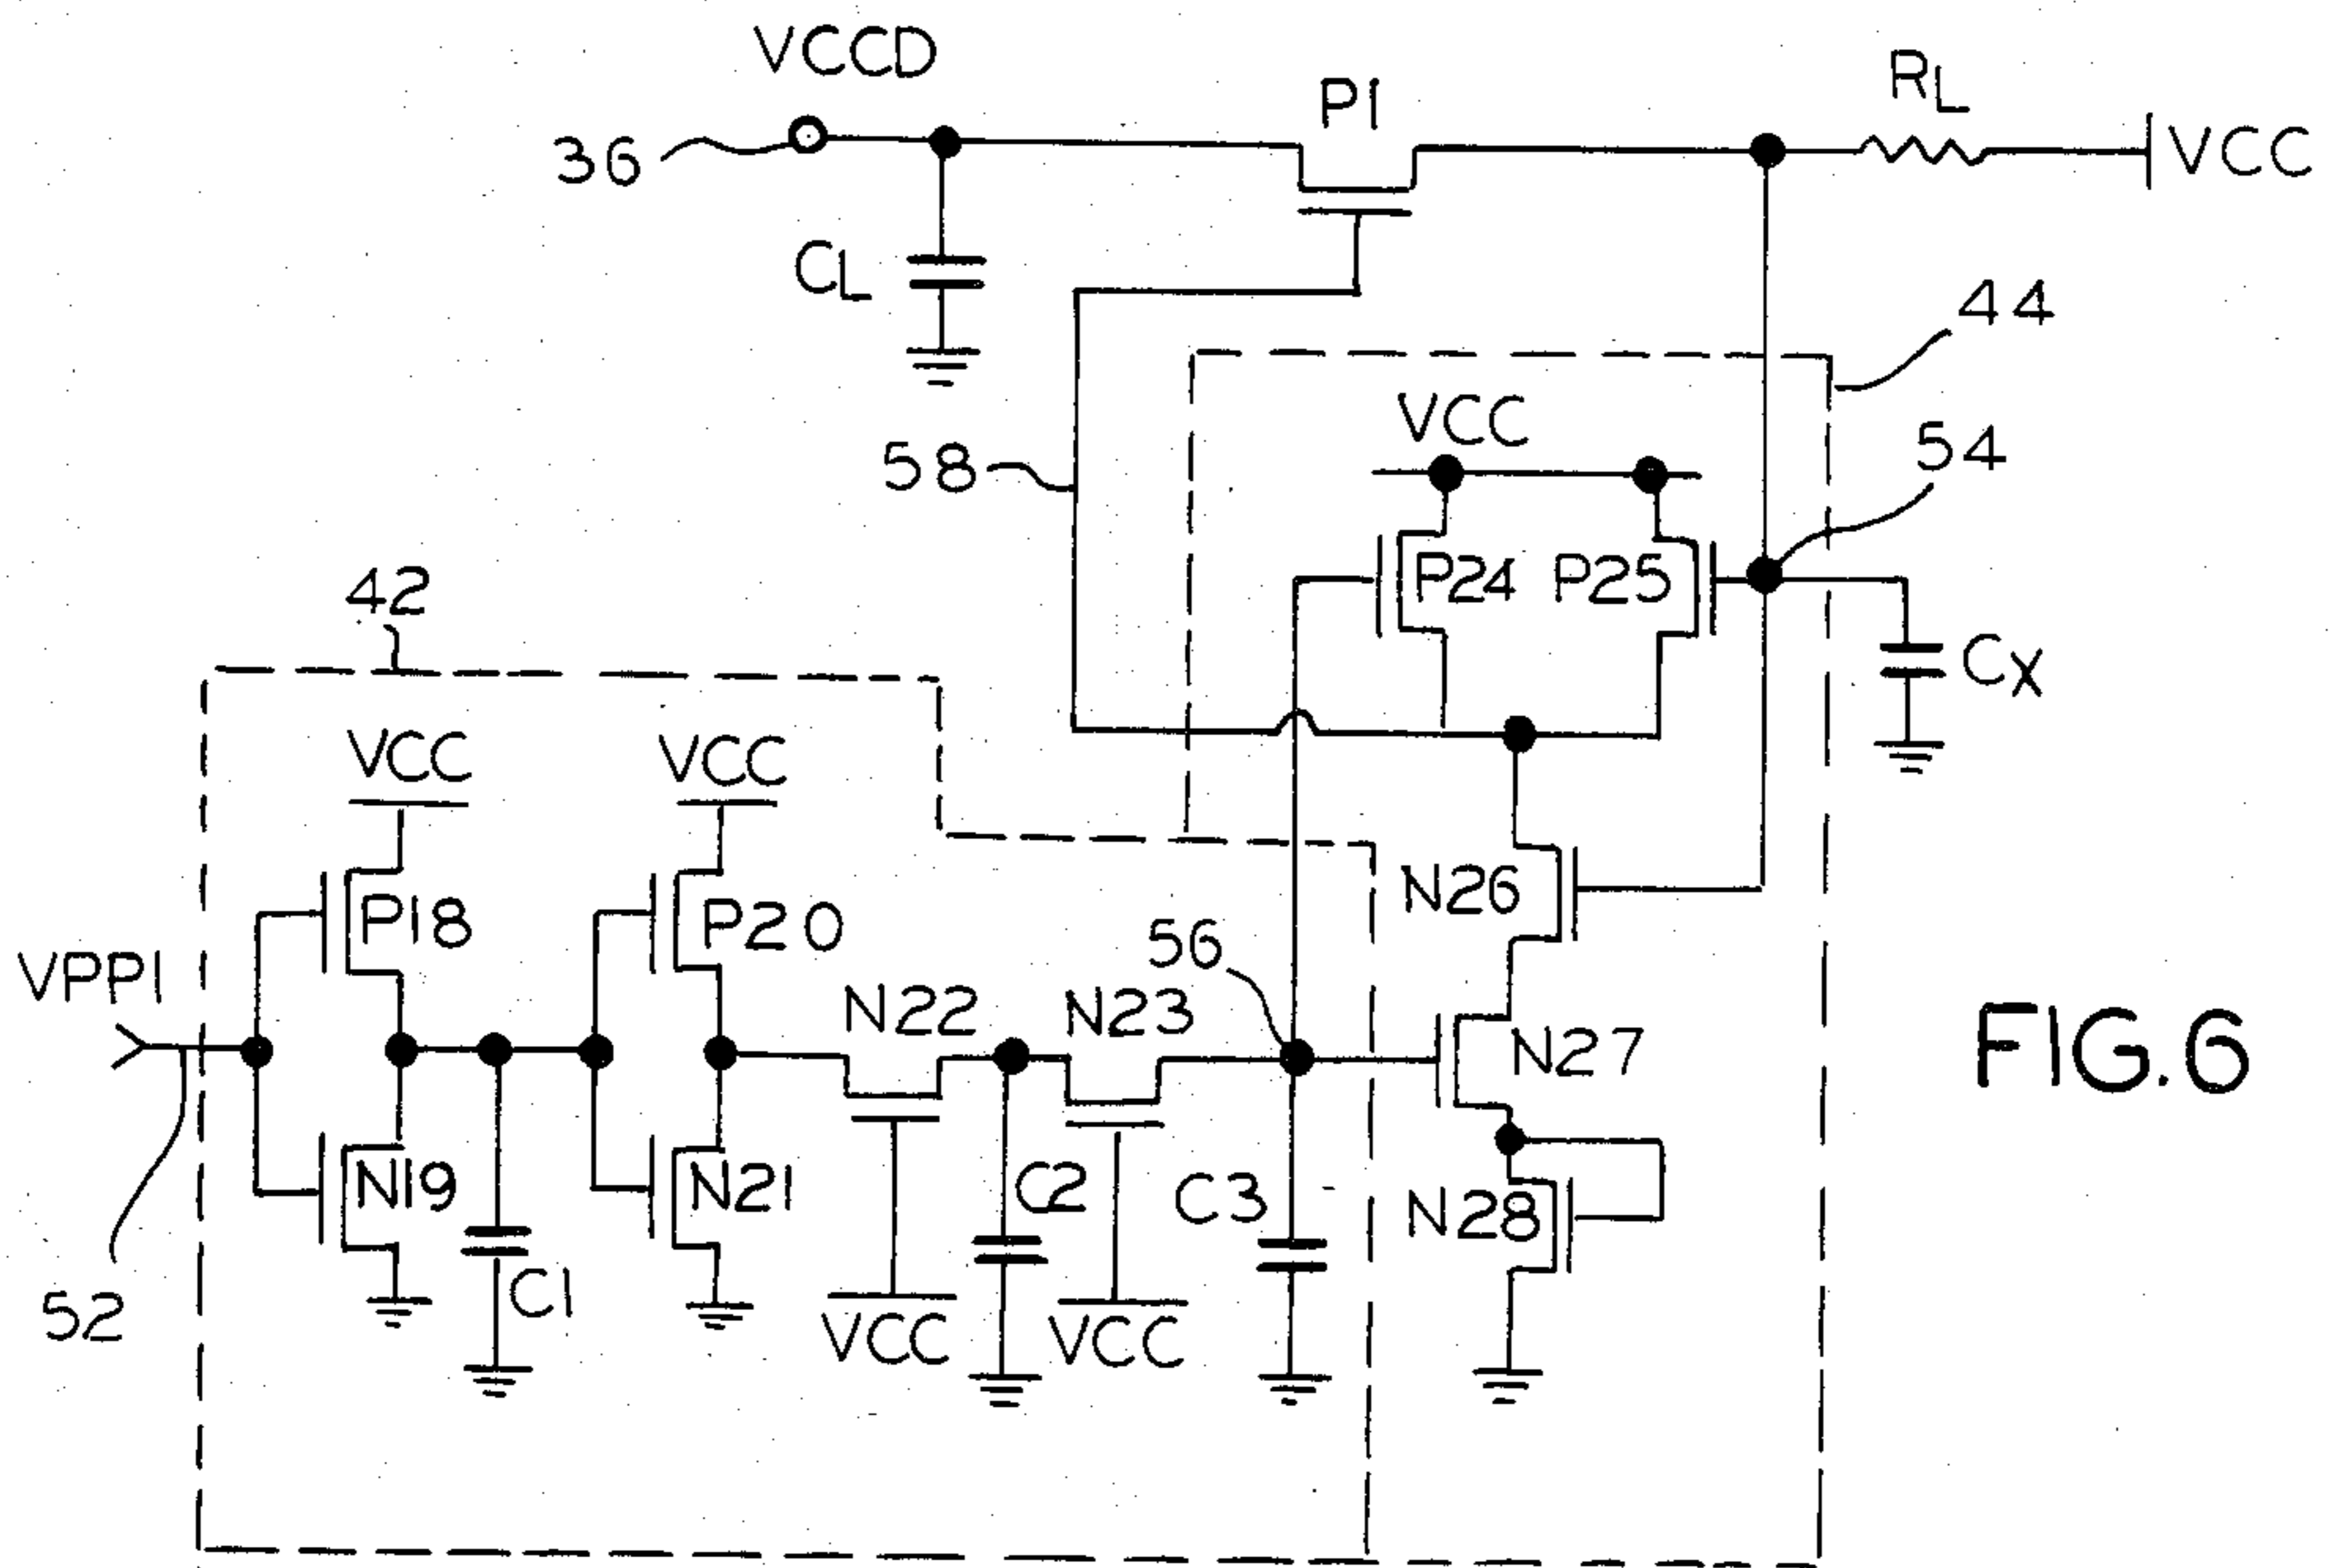 VCCD
P1
RL
VCC
36
CL
44
VCC
54
58
P24
P25
42
CX
VCC
VCC
N26
P18
P20
56
VPP1
N22
N23
N27
FIG.6
N19
N21
C2
C3
N28
C1
52
VCC
VCC